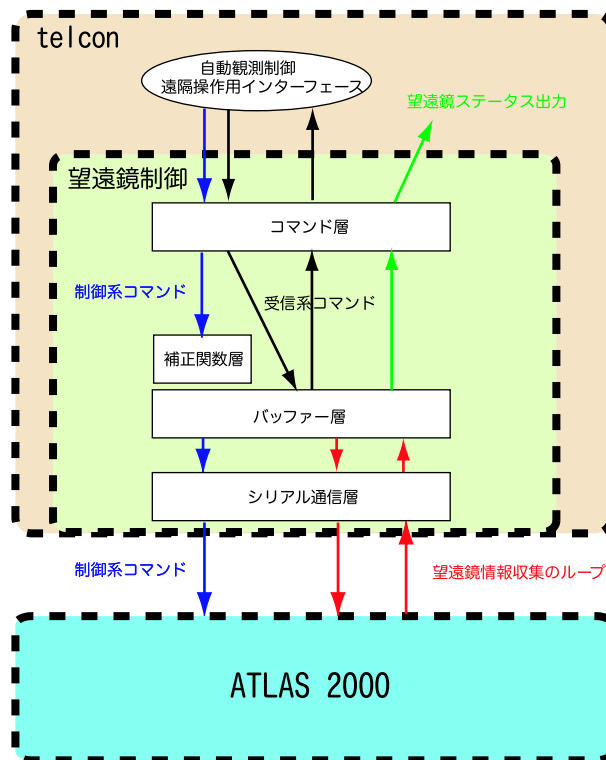 telcon
自動観測制御
遠隔操作用インターフェース
望遠鏡ステータス出力
望遠鏡制御
コマンド層
制御系コマンド
受信系コマンド
補正関数層
バッファー層
シリアル通信層
制御系コマンド
望遠鏡情報収集のループ
ATLAS 2000